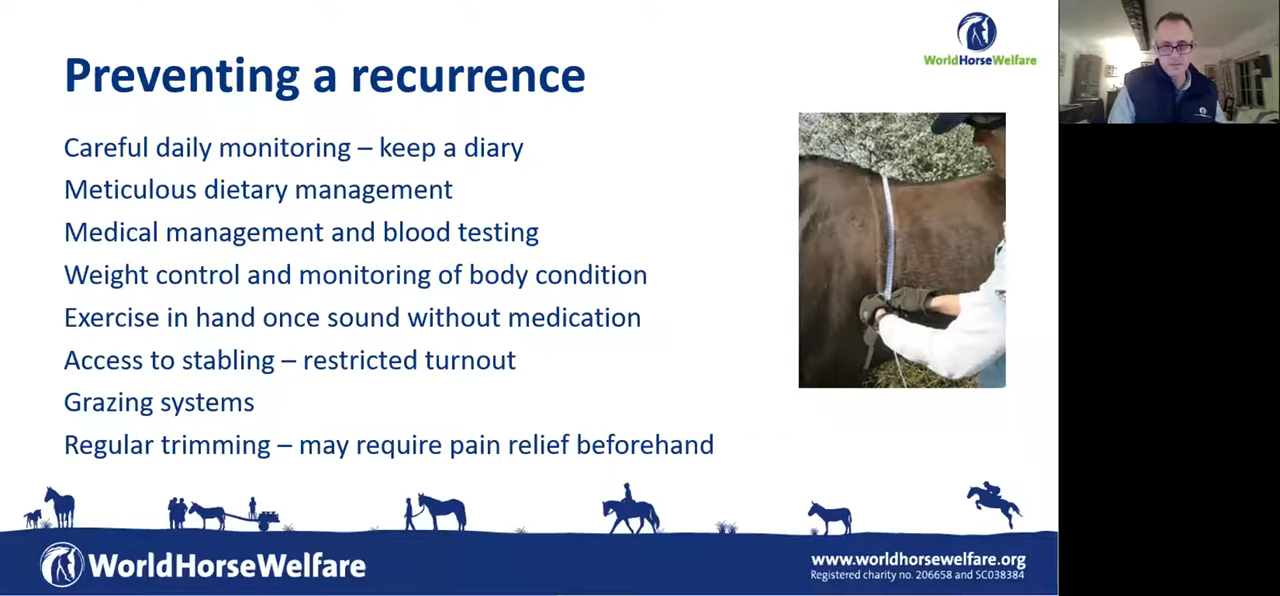 WorldHorseWelfare
Preventing a recurrence
Careful daily monitoring – keep a diary
Meticulous dietary management
Medical management and blood testing
Weight control and monitoring of body condition
Exercise in hand once sound without medication
Access to stabling – restricted turnout
Grazing systems
Regular trimming – may require pain relief beforehand
WorldHorseWelfare
www.worldhorsewelfare.org
Registered charity no. 206658 and SC038384